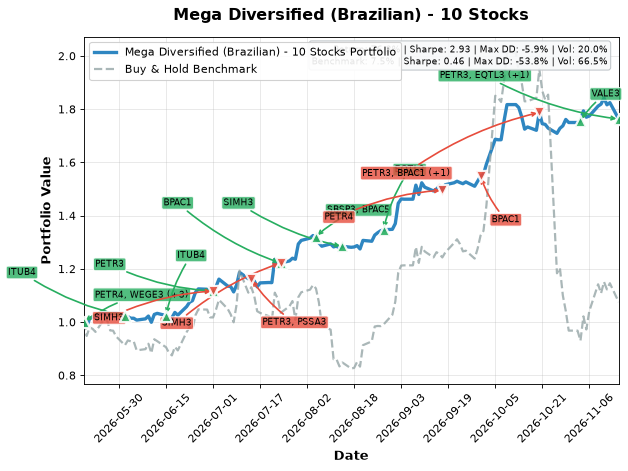 Mega Diversified (Brazilian) - 10 Stocks
Mega Diversified (Brazilian) - 10 Stocks Portfolio
Buy & Hold Benchmark
| Sharpe: 2.93 | Max DD: -5.9% | Vol: 20.0%
Benchmark: 7.5% | Sharpe: 0.46 | Max DD: -53.8% | Vol: 66.5%
PETR3, EQTL3 (+1)
VALE3
PETR3, BPAC1 (+1)
BPAC1
SIMH3
SBSP3, BPAC5
PETR4
BPAC1
ITUB4
PETR3
ITUB4
PETR4, WEGE3 (+3)
SIMH3
SIMH3
PETR3, PSSA3
Portfolio Value
2.0
1.8
1.6
1.4
1.2
1.0
0.8
2026-05-30
2026-06-15
2026-07-01
2026-07-17
2026-08-02
2026-08-18
2026-09-03
2026-09-19
2026-10-05
2026-10-21
2026-11-06
Date